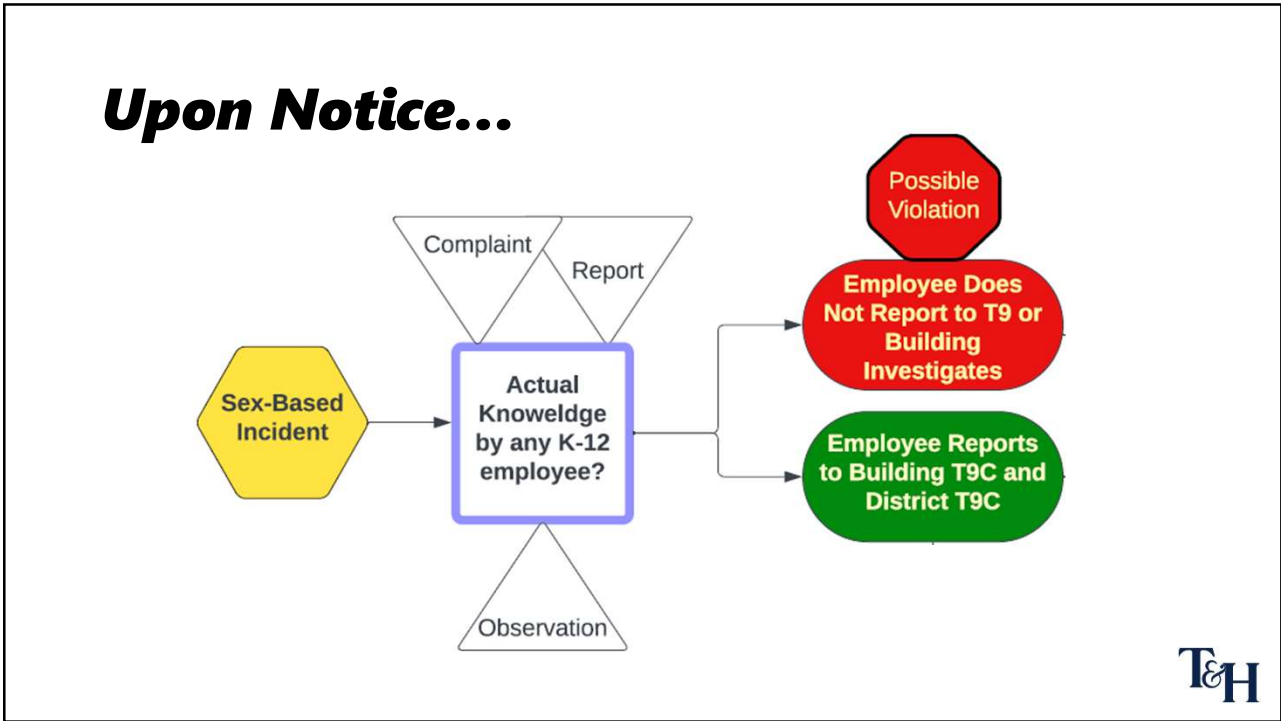 Upon Notice...
Possible
Violation
Complaint
Report
Employee Does
Not Report to T9 or
Building
Investigates
Sex-Based
Incident
Actual
Knoweldge
by any K-12
employee?
Employee Reports
to Building T9C and
District T9C
Observation
T&H